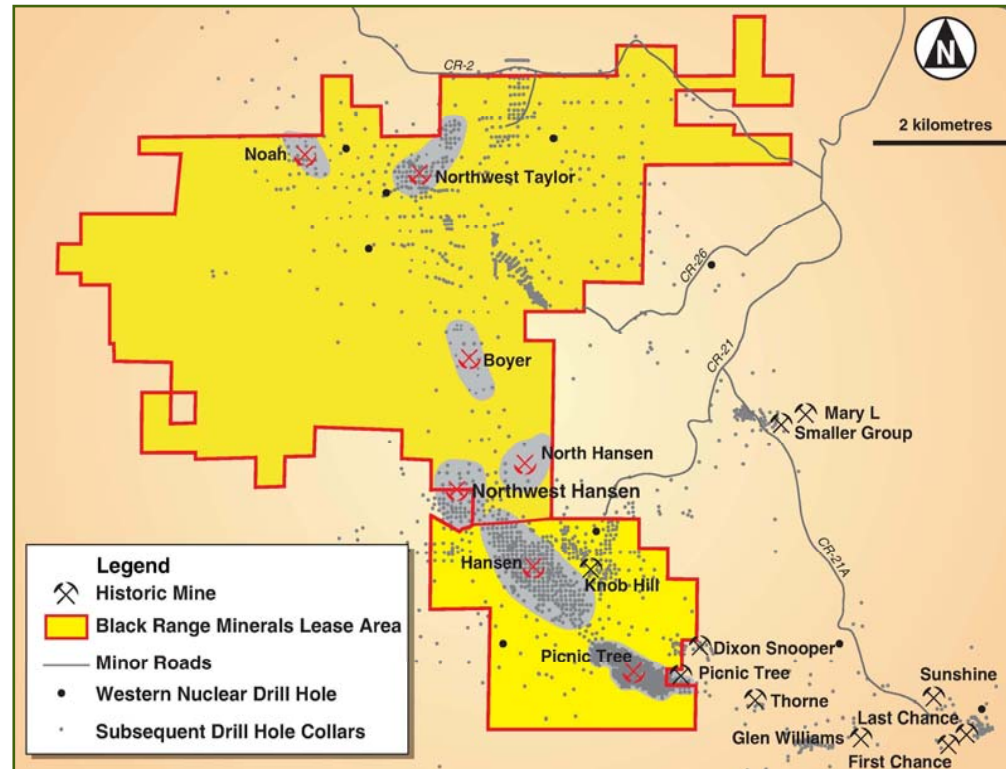 CR-2
N
2 kilometres
Noah
Northwest Taylor
CR-26
CR-21
Boyer
Mary L
Smaller Group
North Hansen
Northwest Hansen
CR-21A
Hansen
Knob Hill
Dixon Snooper
Picnic Tree
Picnic Tree
Sunshine
Thorne
Last Chance
Glen Williams
First Chance
Legend
Historic Mine
Black Range Minerals Lease Area
Minor Roads
Western Nuclear Drill Hole
Subsequent Drill Hole Collars